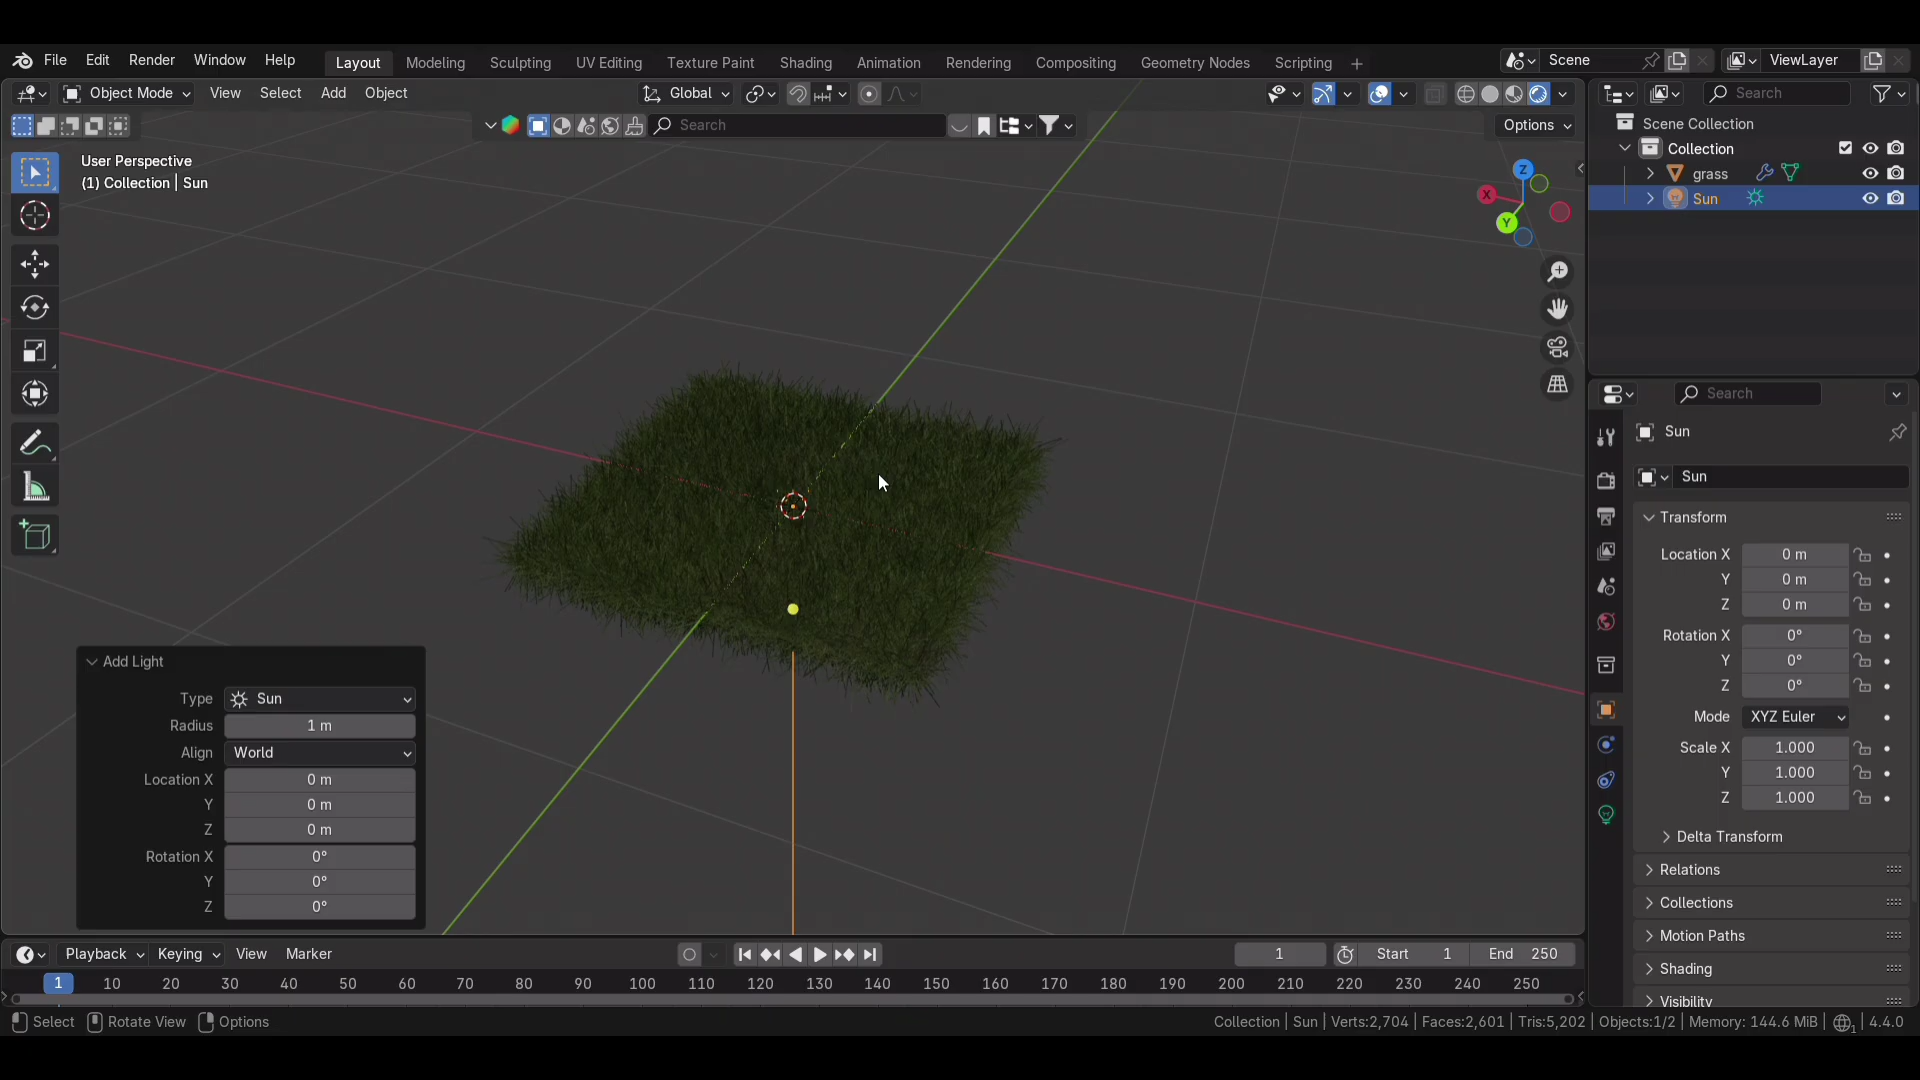 File Edit Render Window Help Layout Modeling Sculpting UV Editing Texture Paint Shading Animation Rendering Compositing Geometry Nodes Scripting + Scene ViewLayer
Object Mode View Select Add Object Global Search
Search Options
User Perspective
(1) Collection | Sun
Z
X
Y
Scene Collection
Collection
grass
Sun
Search
Sun
Sun
Transform
Location X 0 m
Y 0 m
Z 0 m
Rotation X 0°
Y 0°
Z 0°
Mode XYZ Euler
Scale X 1.000
Y 1.000
Z 1.000
Delta Transform
Relations
Collections
Motion Paths
Shading
Visibility
Add Light
Type Sun
Radius 1 m
Align World
Location X 0 m
Y 0 m
Z 0 m
Rotation X 0°
Y 0°
Z 0°
Playback Keying View Marker 1 Start 1 End 250
1 10 20 30 40 50 60 70 80 90 100 110 120 130 140 150 160 170 180 190 200 210 220 230 240 250
Select Rotate View Options Collection | Sun | Verts:2,704 | Faces:2,601 | Tris:5,202 | Objects:1/2 | Memory: 144.6 MiB | 1 | 4.4.0